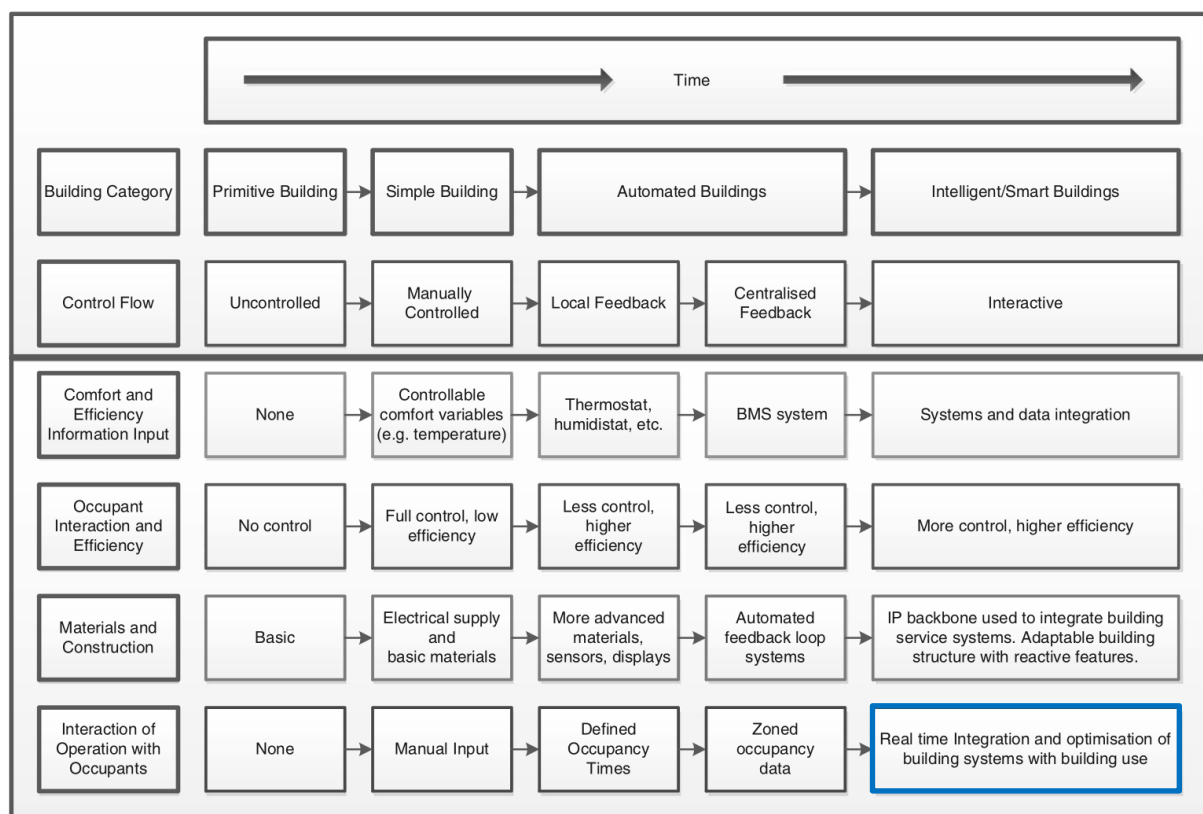 Time
Building Category
Primitive Building
Simple Building
Automated Buildings
Intelligent/Smart Buildings
Control Flow
Uncontrolled
Manually
Controlled
Local Feedback
Centralised
Feedback
Interactive
Comfort and
Efficiency
Information Input
None
Controllable
comfort variables
(e.g. temperature)
Thermostat,
humidistat, etc.
BMS system
Systems and data integration
Occupant
Interaction and
Efficiency
No control
Full control, low
efficiency
Less control,
higher
efficiency
Less control,
higher
efficiency
More control, higher efficiency
Materials and
Construction
Basic
Electrical supply
and
basic materials
More advanced
materials,
sensors, displays
Automated
feedback loop
systems
IP backbone used to integrate building
service systems. Adaptable building
structure with reactive features.
Interaction of
Operation with
Occupants
None
Manual Input
Defined
Occupancy
Times
Zoned
occupancy
data
Real time Integration and optimisation of
building systems with building use